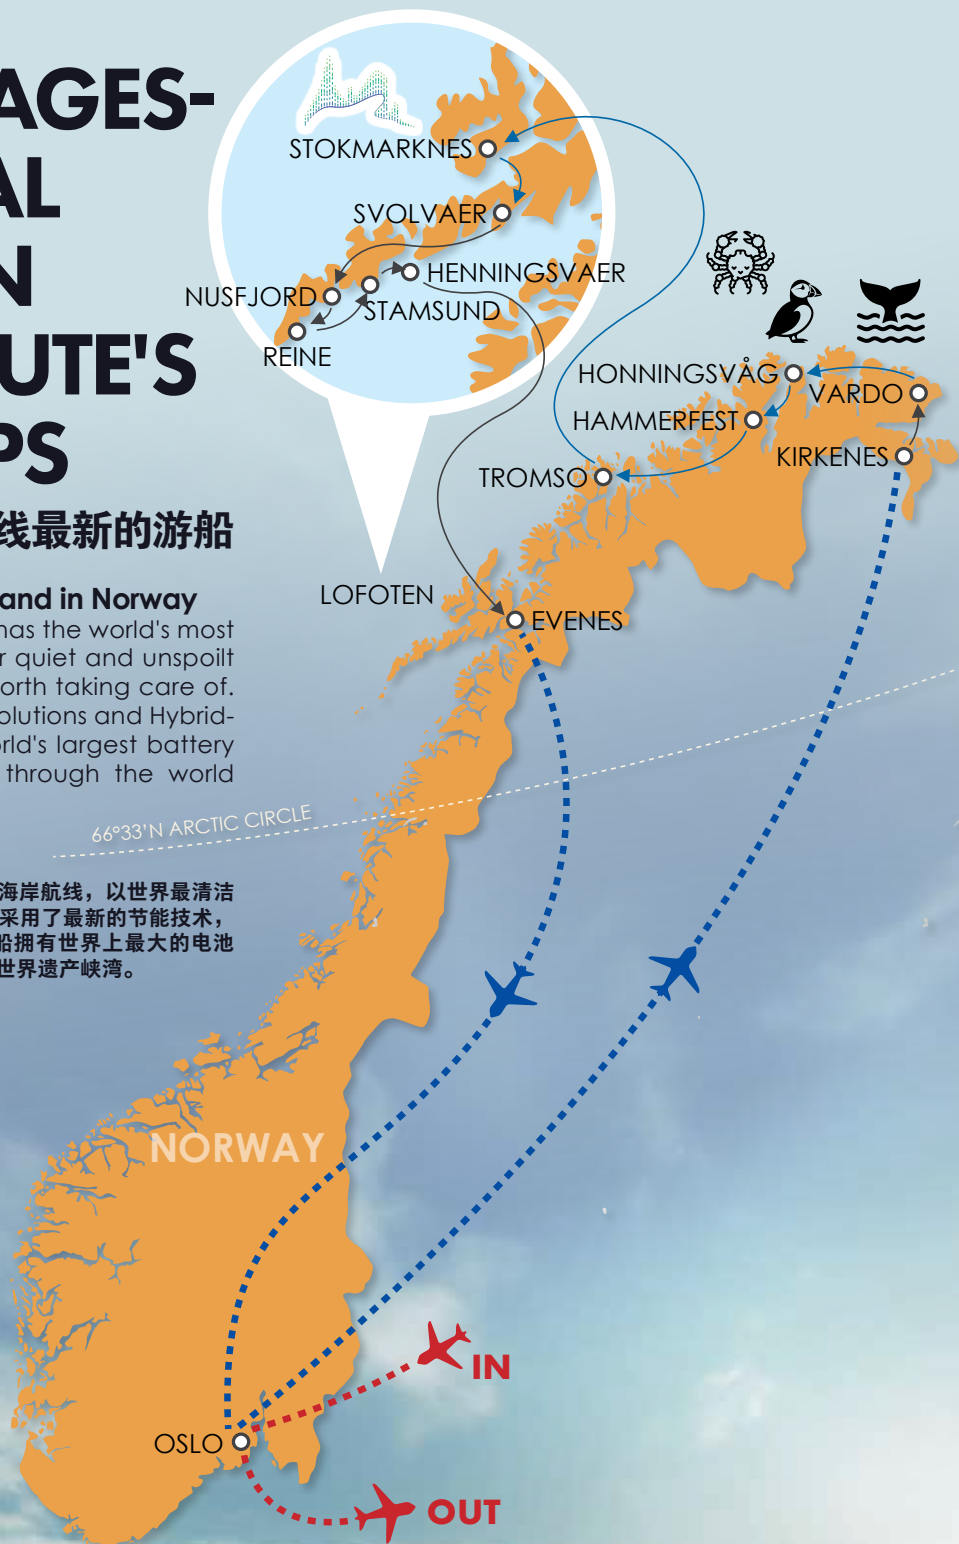 AGES-
AL
N
UTE'S
PS
线最新的游船
and in Norway
has the world's most
r quiet and unspoilt
orth taking care of.
olutions and Hybrid-
orld's largest battery
through the world
海岸航线，以世界最清洁
采用了最新的节能技术，
船拥有世界上最大的电池
世界遗产峡湾。
STOKMARKNES
SVOLVAER
HENNINGSVAER
NUSFJORD
STAMSUND
REINE
HONNINGSVÅG
VARDO
HAMMERFEST
KIRKENES
TROMSO
LOFOTEN
EVENES
66°33'N ARCTIC CIRCLE
NORWAY
IN
OSLO
OUT